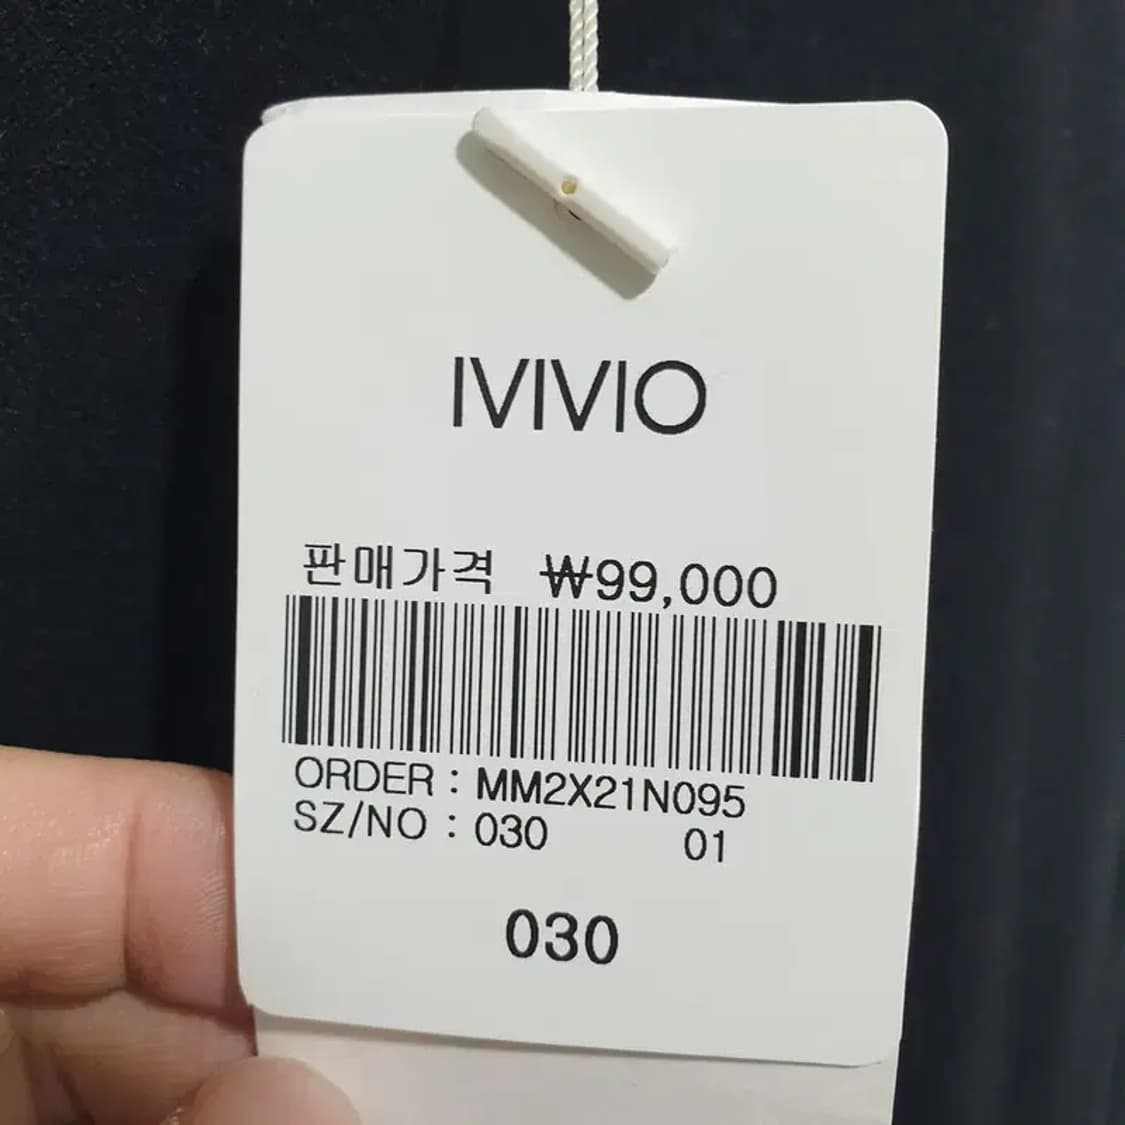 IVIVIO
판매가격 ₩99,000
ORDER : MM2X21N095
SZ/NO : 030 01
030